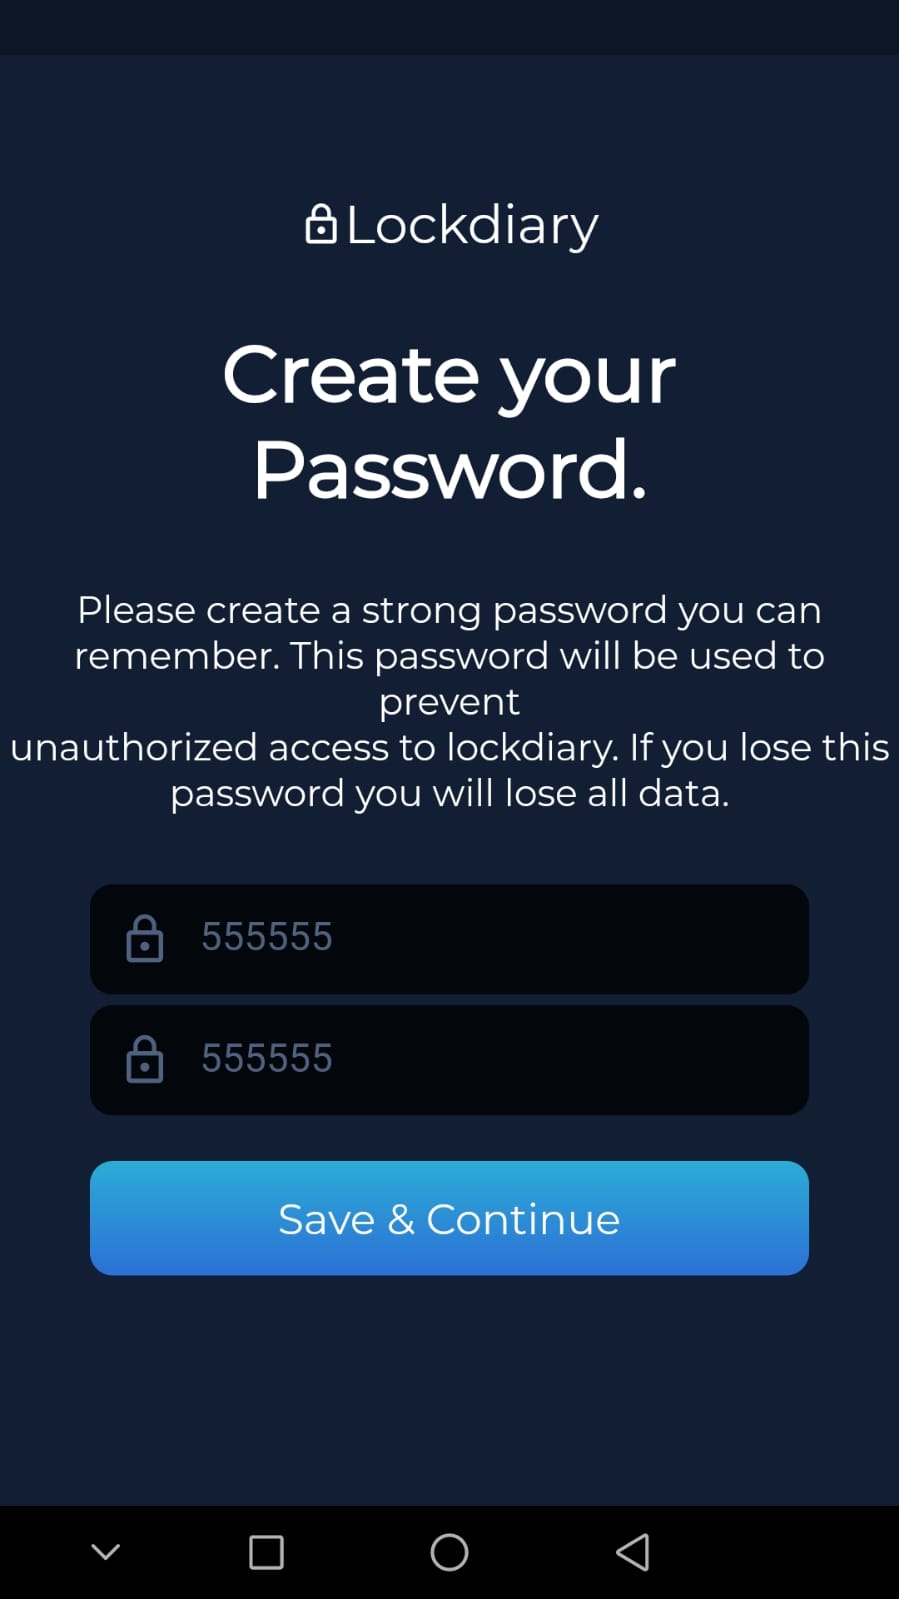 Lockdiary
Create your
Password.
Please create a strong password you can
remember. This password will be used to
prevent
unauthorized access to lockdiary. If you lose this
password you will lose all data.
555555
555555
Save & Continue